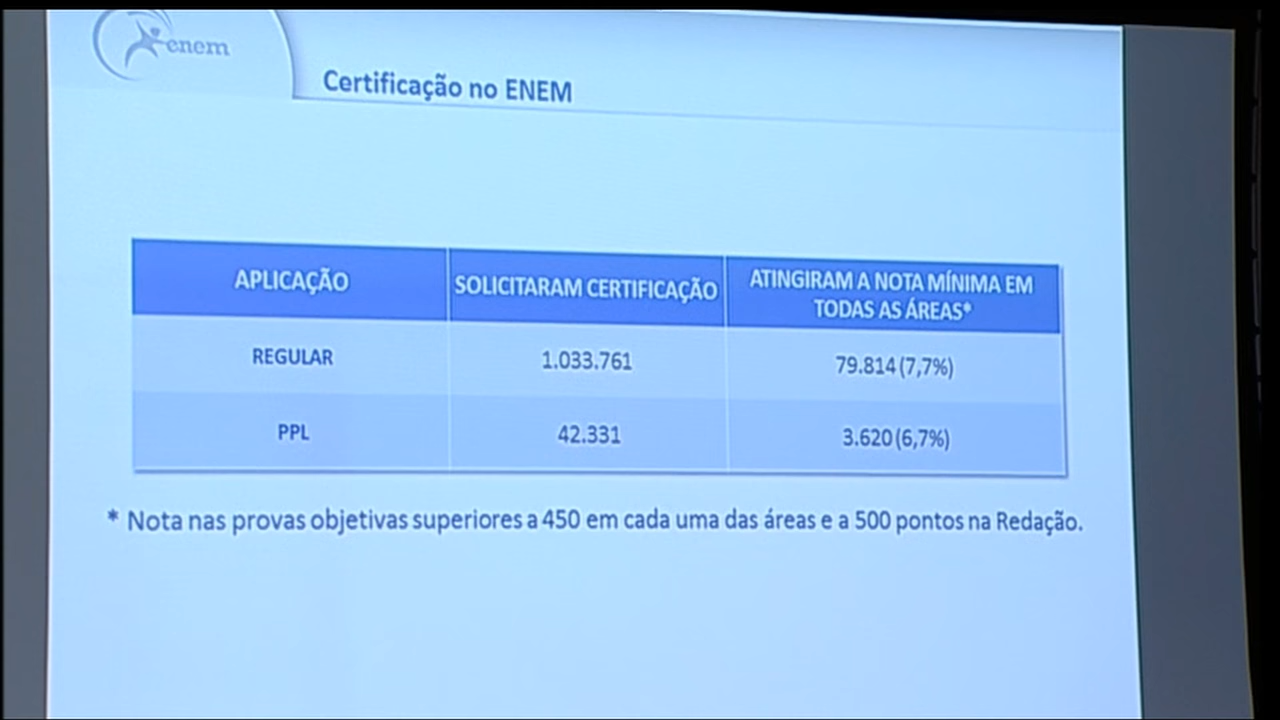 enem
Certificação no ENEM
APLICAÇÃO
SOLICITARAM CERTIFICAÇÃO
ATINGIRAM A NOTA MÍNIMA EM
TODAS AS ÁREAS*
REGULAR
1.033.761
79.814 (7,7%)
PPL
42.331
3.620 (6,7%)
* Nota nas provas objetivas superiores a 450 em cada uma das áreas e a 500 pontos na Redação.